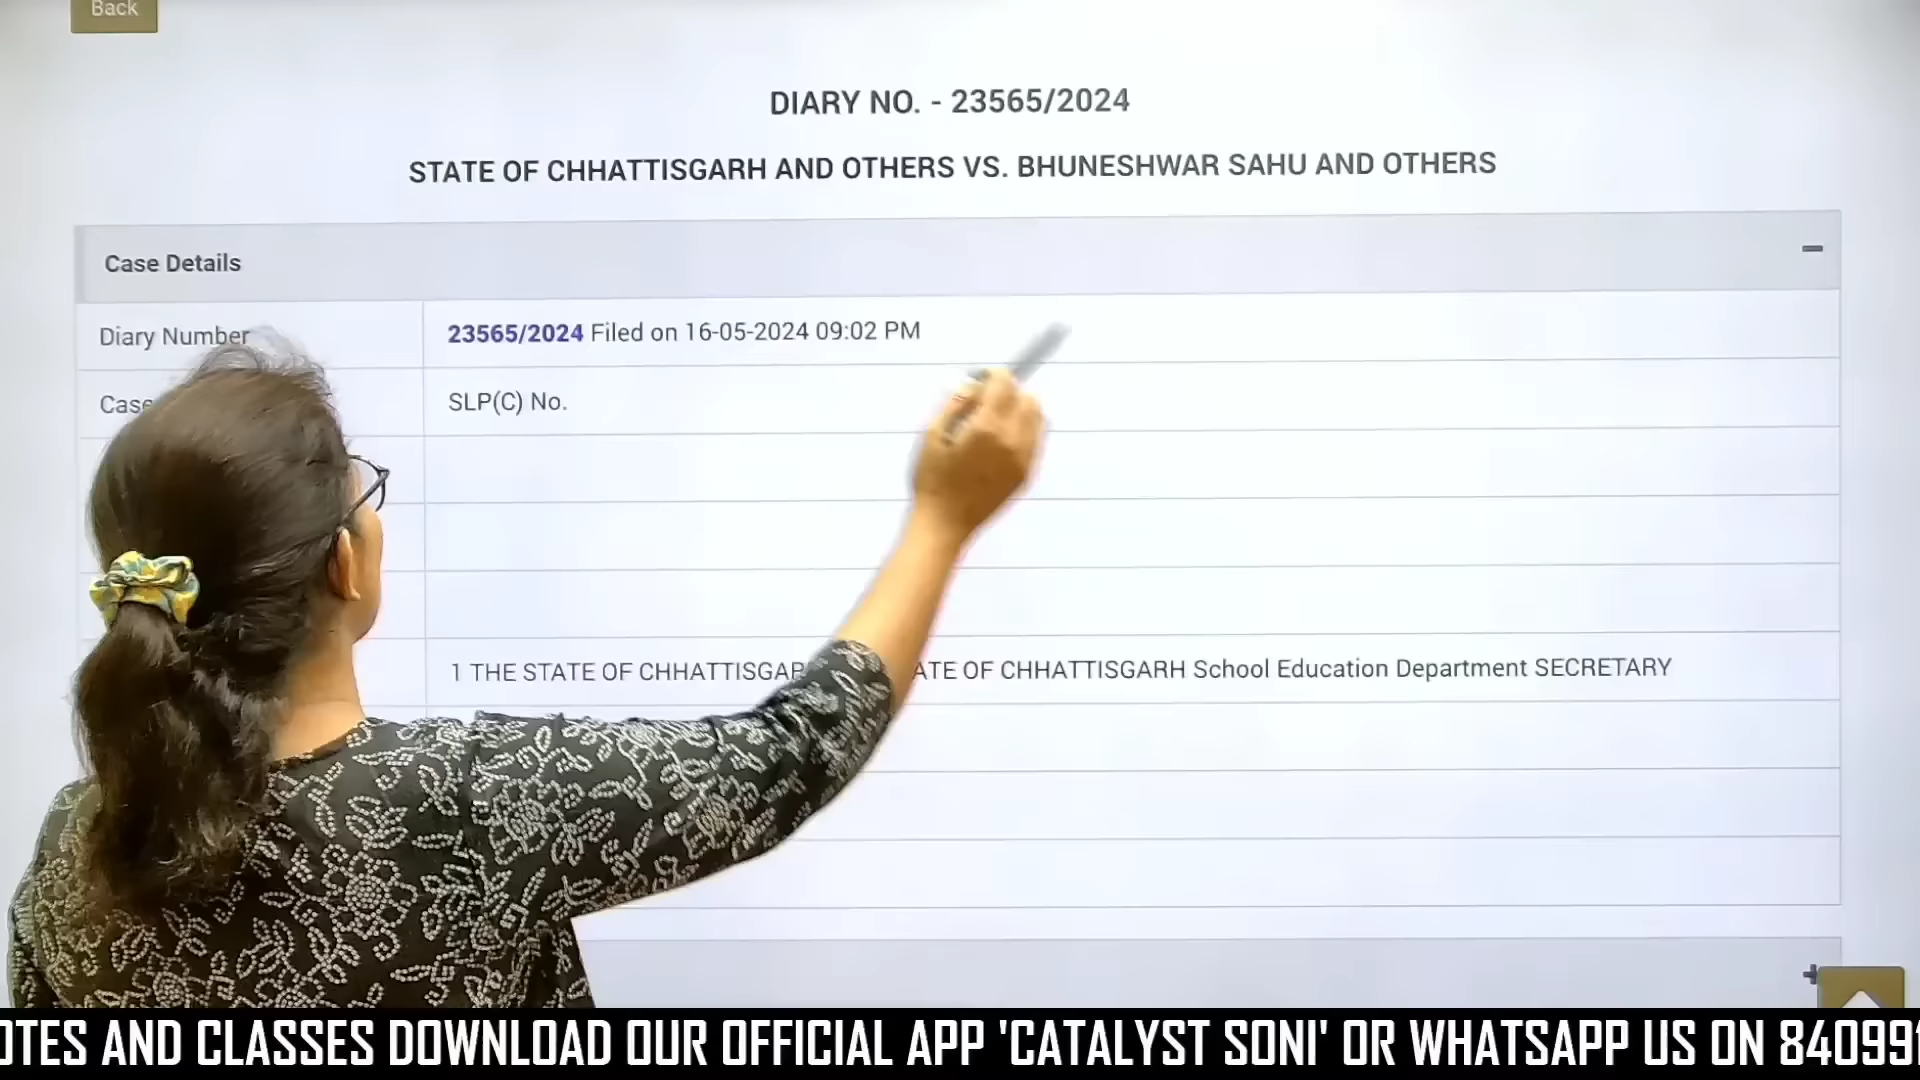 Back
DIARY NO. - 23565/2024
STATE OF CHHATTISGARH AND OTHERS VS. BHUNESHWAR SAHU AND OTHERS
Case Details
Diary Number 23565/2024 Filed on 16-05-2024 09:02 PM
Case SLP(C) No.
1 THE STATE OF CHHATTISGAR ATE OF CHHATTISGARH School Education Department SECRETARY
OTES AND CLASSES DOWNLOAD OUR OFFICIAL APP 'CATALYST SONI' OR WHATSAPP US ON 84099